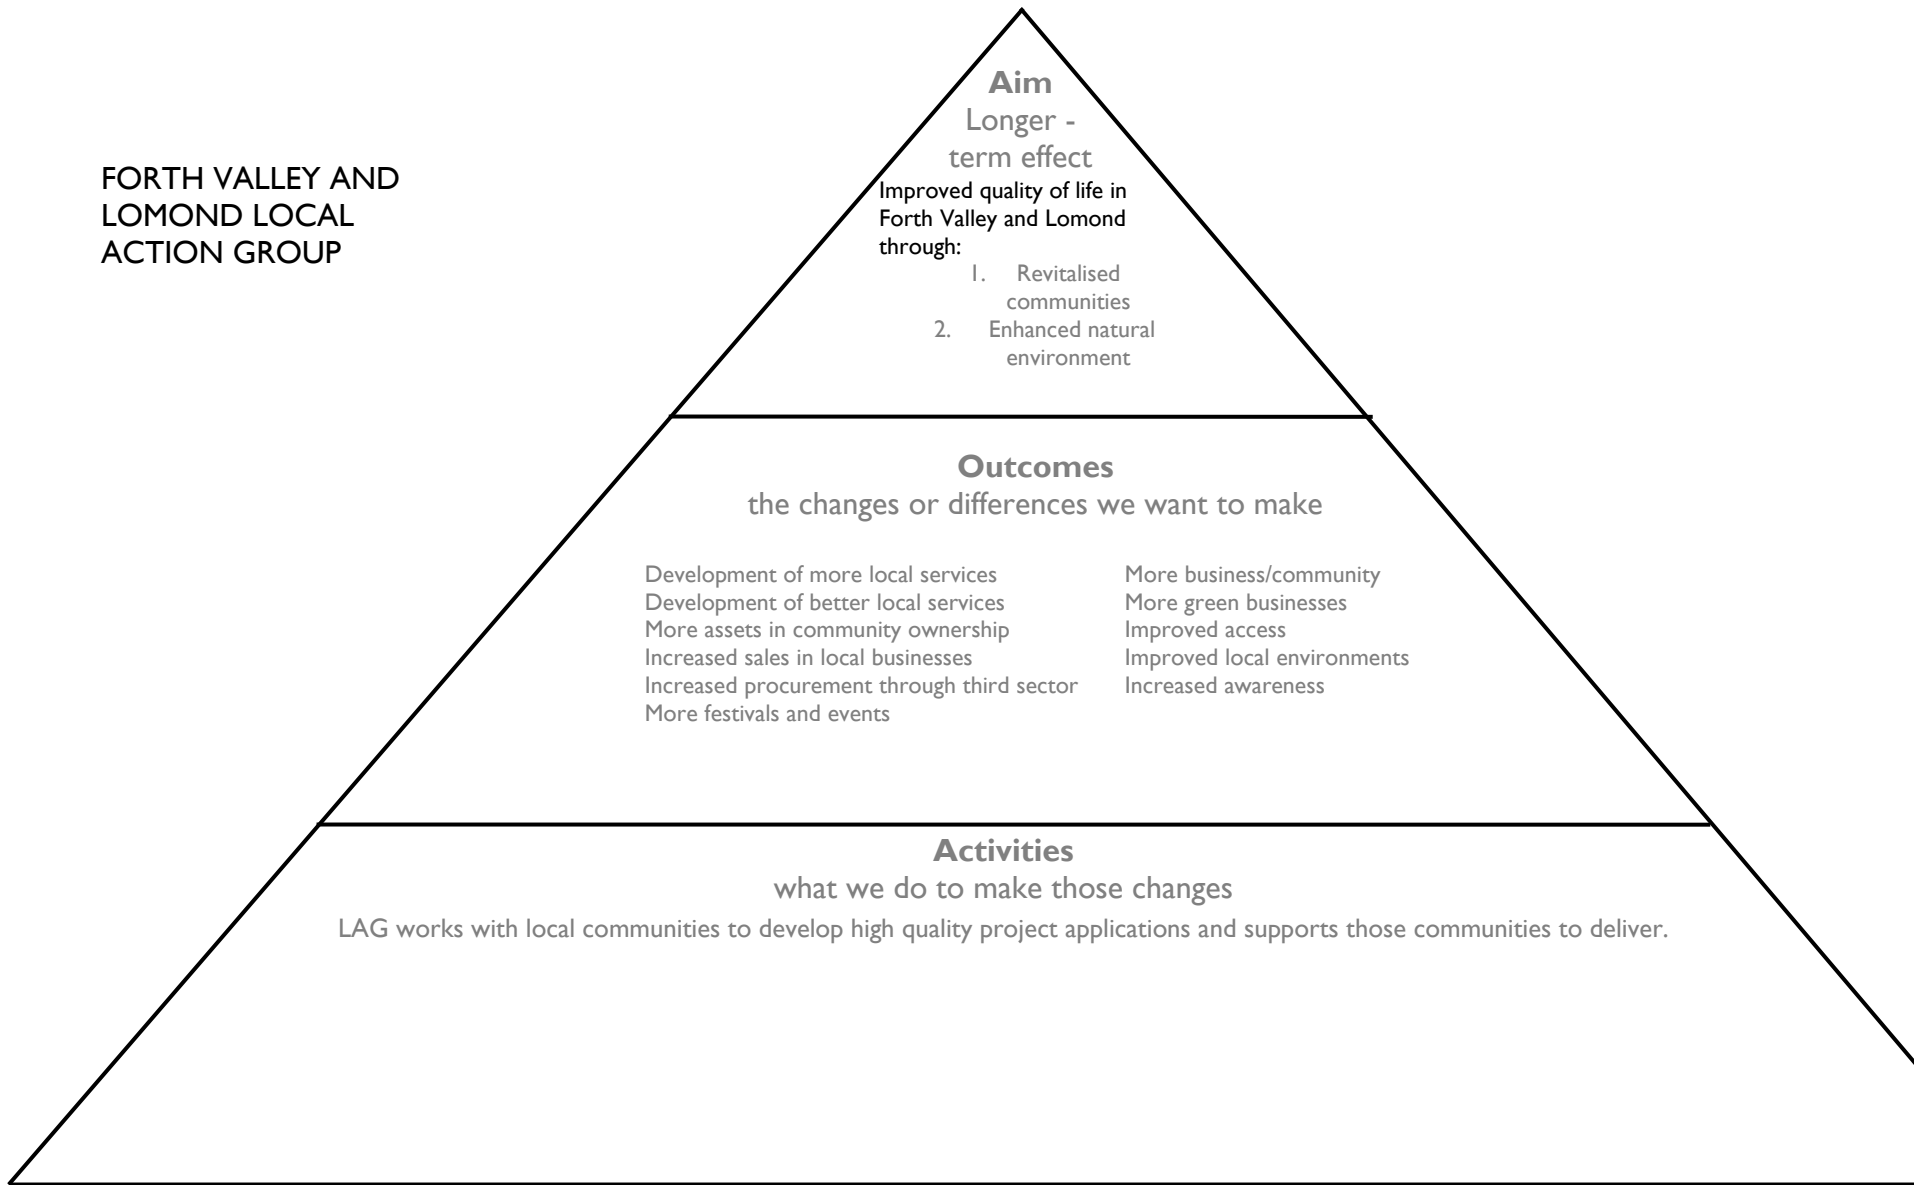 FORTH VALLEY AND
LOMOND LOCAL
ACTION GROUP
Aim
Longer -
term effect
Improved quality of life in
Forth Valley and Lomond
through:
1. Revitalised
communities
2. Enhanced natural
environment
Outcomes
the changes or differences we want to make
Development of more local services
Development of better local services
More assets in community ownership
Increased sales in local businesses
Increased procurement through third sector
More festivals and events
More business/community
More green businesses
Improved access
Improved local environments
Increased awareness
Activities
what we do to make those changes
LAG works with local communities to develop high quality project applications and supports those communities to deliver.